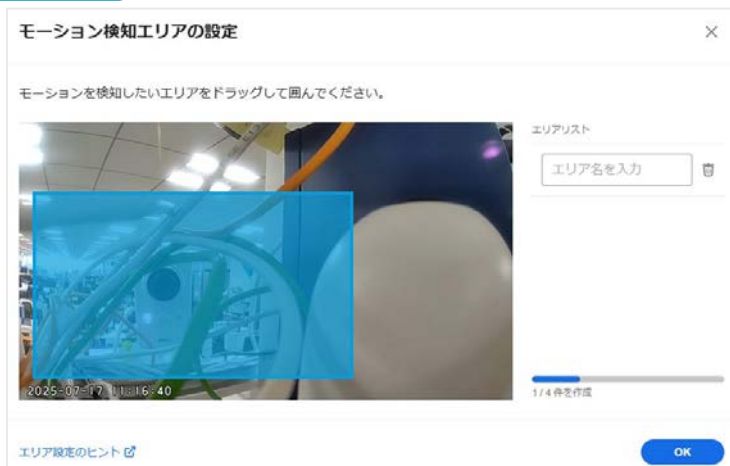 モーション検知エリアの設定
モーションを検知したいエリアをドラッグして囲んでください。
エリアリスト
エリア名を入力
2025-07-17 11:16:40
1 / 4 件を作成
エリア設定のヒント
OK